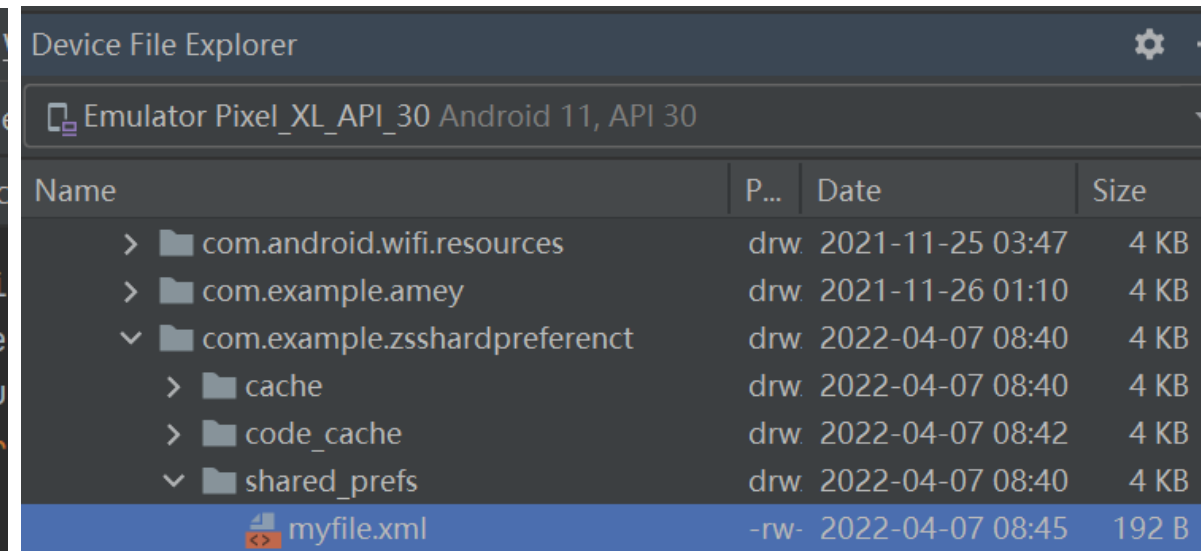 Device File Explorer
Emulator Pixel_XL_API_30 Android 11, API 30
Name P... Date Size
com.android.wifi.resources drw. 2021-11-25 03:47 4 KB
com.example.amey drw. 2021-11-26 01:10 4 KB
com.example.zsshardpreferenct drw. 2022-04-07 08:40 4 KB
cache drw. 2022-04-07 08:40 4 KB
code_cache drw. 2022-04-07 08:42 4 KB
shared_prefs drw. 2022-04-07 08:40 4 KB
myfile.xml -rw- 2022-04-07 08:45 192 B